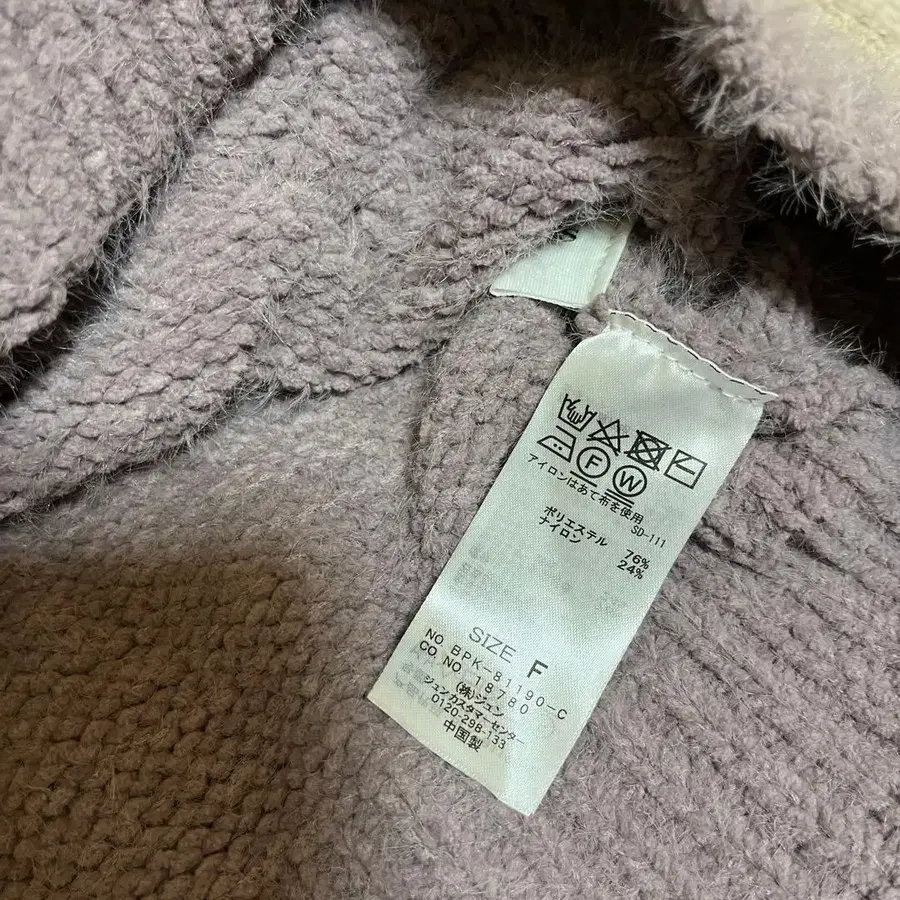 F W
アイロンはあて布を使用
SD-111
ポリエステル 76%
ナイロン 24%
SIZE F
NO BPK-81190-C
CO NO 18780
(株)ジュン
ジュンカスタマーセンター
0120-298-133
中国製